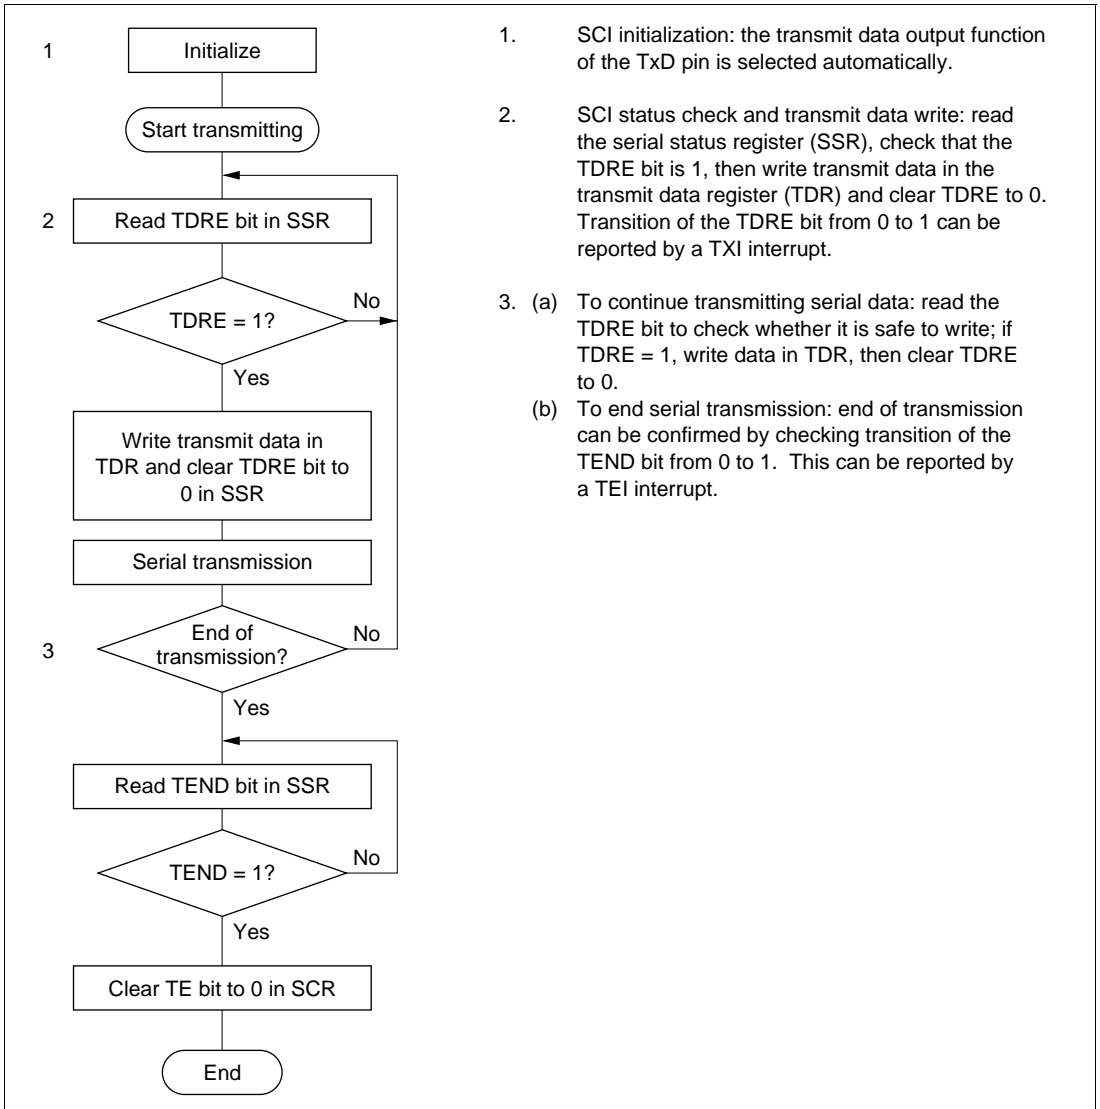 1
Initialize
Start transmitting
2
Read TDRE bit in SSR
TDRE = 1?
No
Yes
Write transmit data in
TDR and clear TDRE bit to
0 in SSR
Serial transmission
3
End of
transmission?
No
Yes
Read TEND bit in SSR
TEND = 1?
No
Yes
Clear TE bit to 0 in SCR
End
1. SCI initialization: the transmit data output function
of the TxD pin is selected automatically.
2. SCI status check and transmit data write: read
the serial status register (SSR), check that the
TDRE bit is 1, then write transmit data in the
transmit data register (TDR) and clear TDRE to 0.
Transition of the TDRE bit from 0 to 1 can be
reported by a TXI interrupt.
3. (a) To continue transmitting serial data: read the
TDRE bit to check whether it is safe to write; if
TDRE = 1, write data in TDR, then clear TDRE
to 0.
(b) To end serial transmission: end of transmission
can be confirmed by checking transition of the
TEND bit from 0 to 1. This can be reported by
a TEI interrupt.